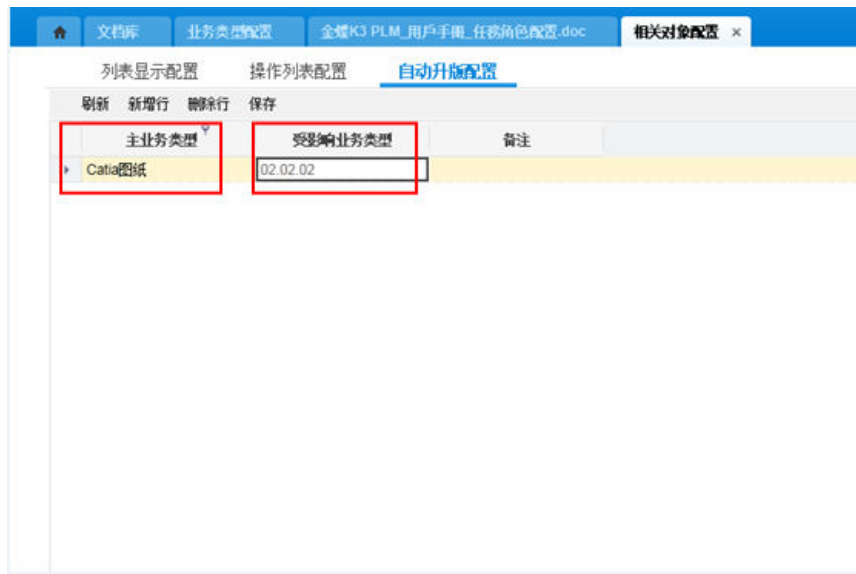 文档库 业务类型配置 金蝶K3 PLM_用戶手冊_任務角色配置.doc 相关对象配置 ×
列表显示配置 操作列表配置 自动升版配置
刷新 新增行 删除行 保存
主业务类型 受影响业务类型 备注
Catia图纸 02.02.02